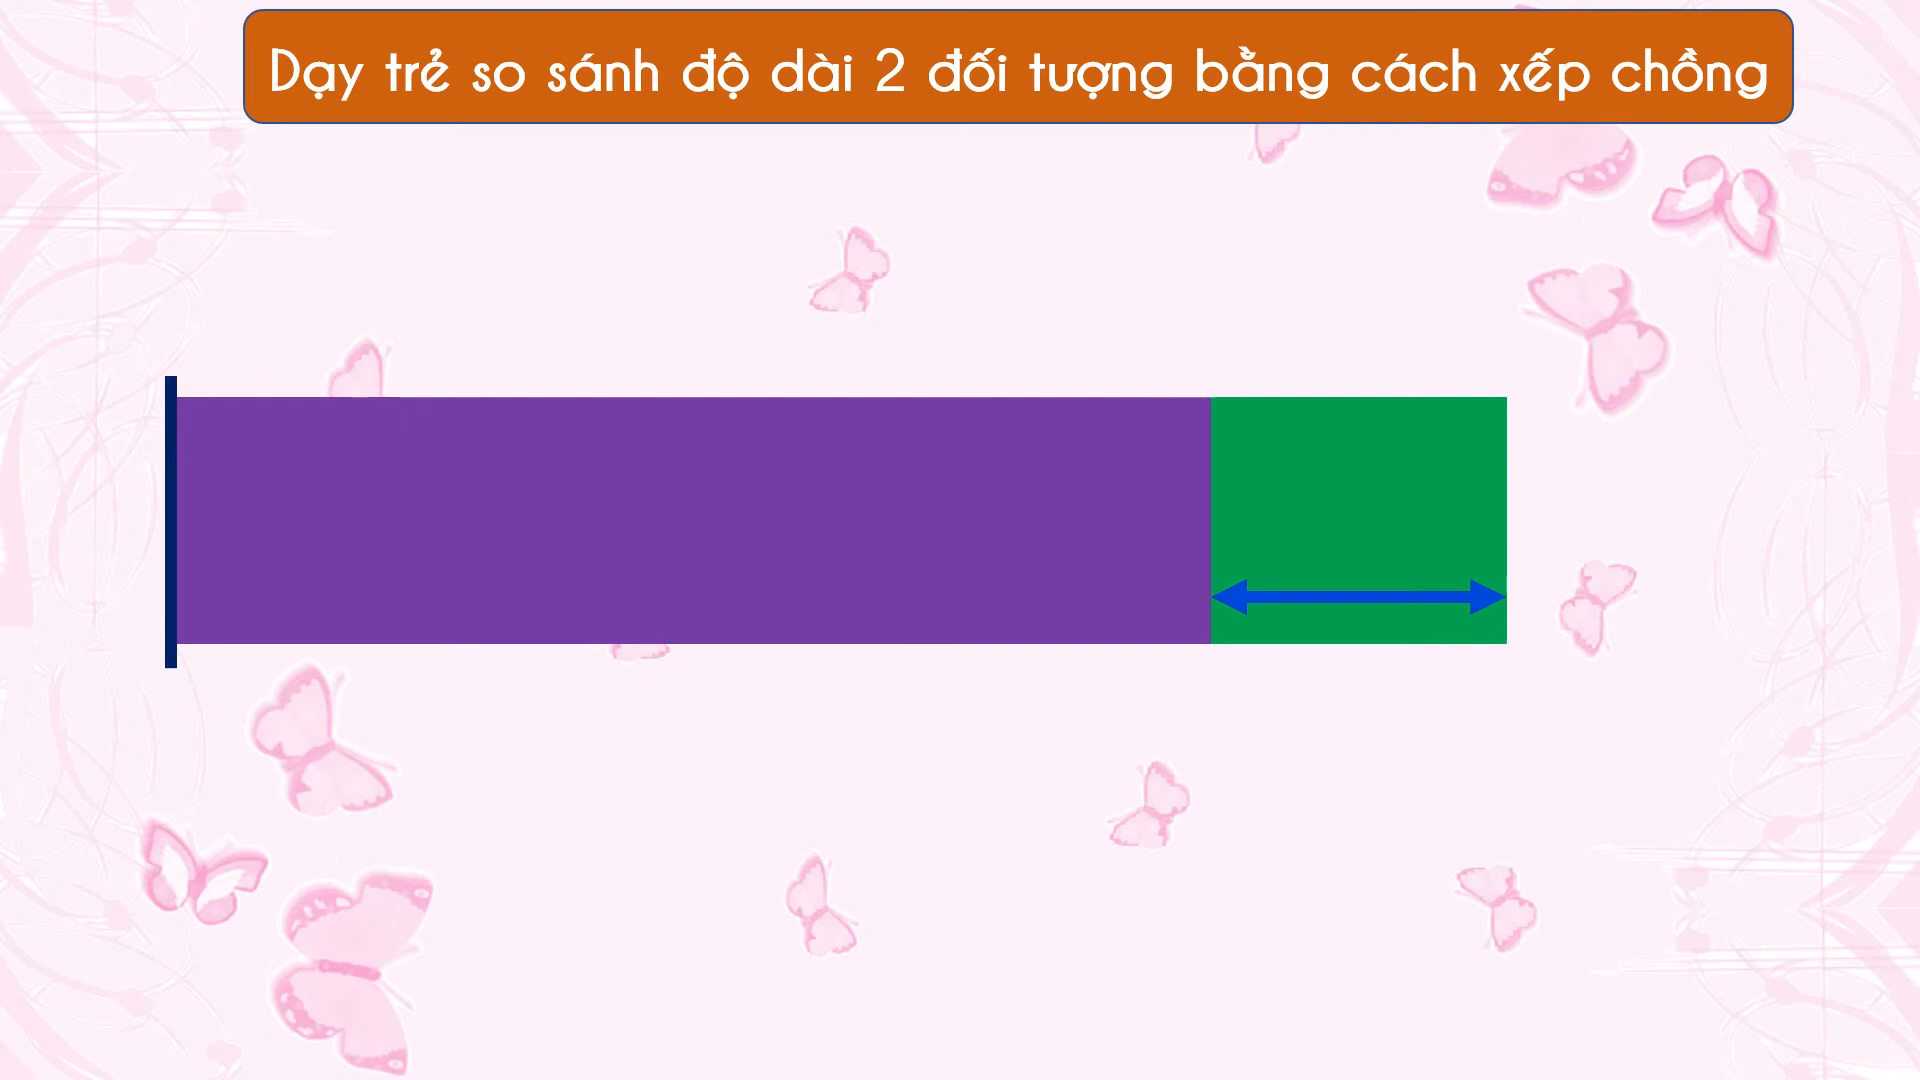 Dạy trẻ so sánh độ dài 2 đối tượng bằng cách xếp chồng